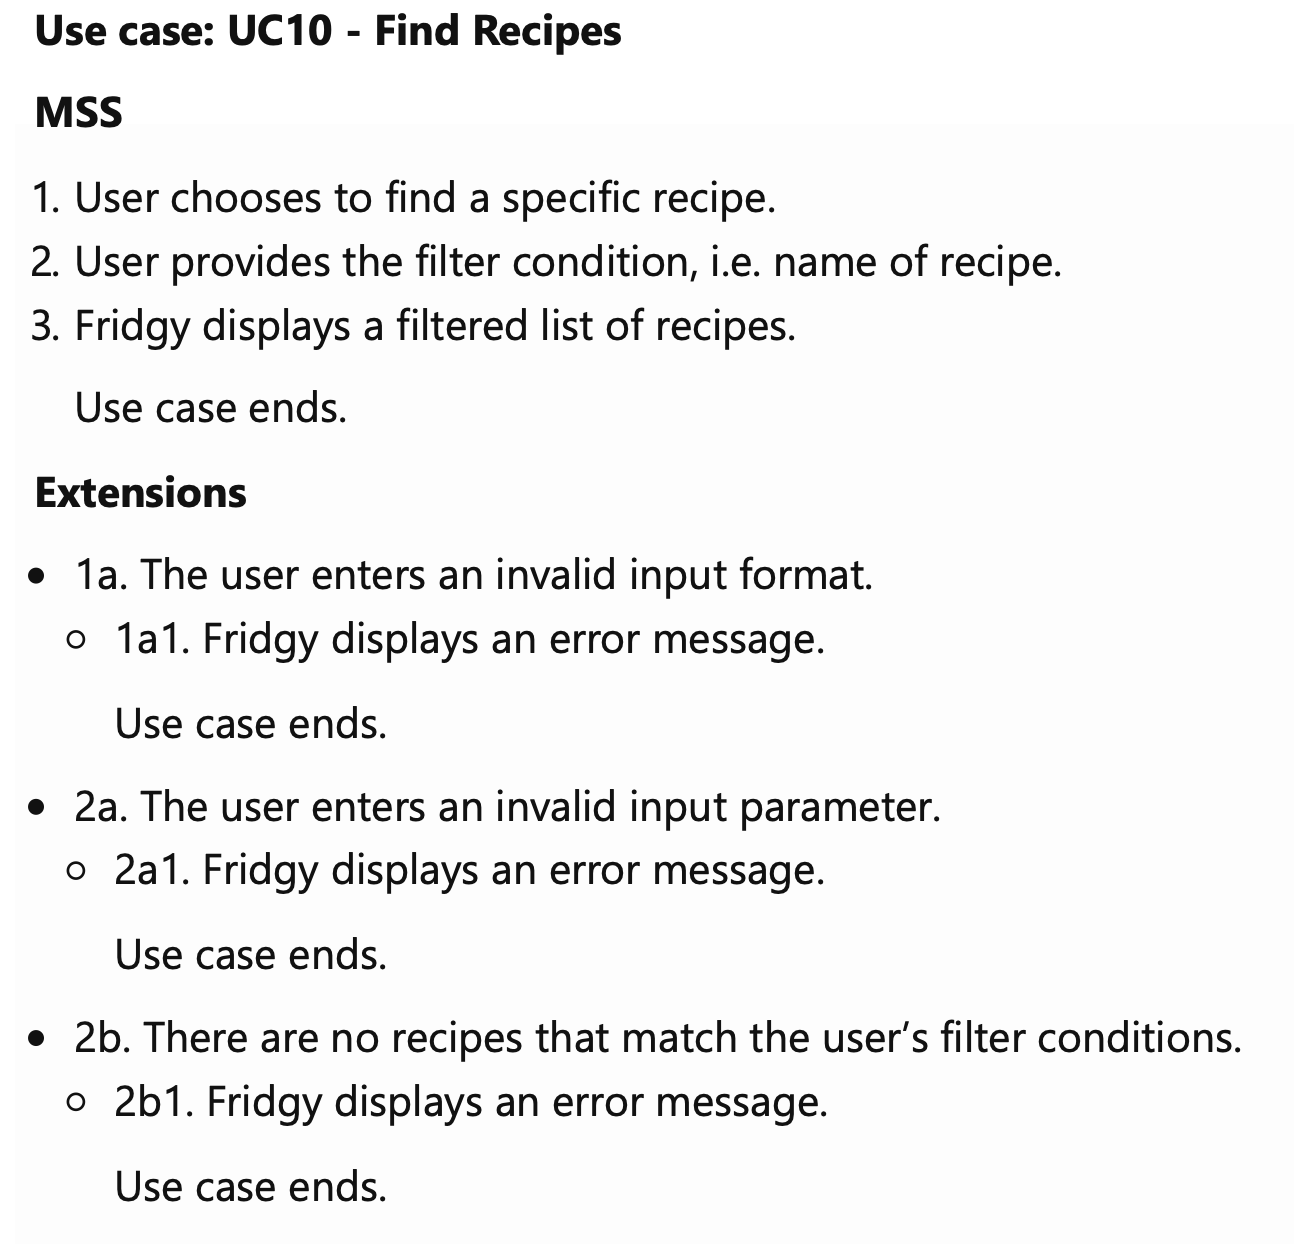 Use case: UC10 - Find Recipes
MSS
1. User chooses to find a specific recipe.
2. User provides the filter condition, i.e. name of recipe.
3. Fridgy displays a filtered list of recipes.
Use case ends.
Extensions
• 1a. The user enters an invalid input format.
○ 1a1. Fridgy displays an error message.
Use case ends.
• 2a. The user enters an invalid input parameter.
○ 2a1. Fridgy displays an error message.
Use case ends.
• 2b. There are no recipes that match the user’s filter conditions.
○ 2b1. Fridgy displays an error message.
Use case ends.